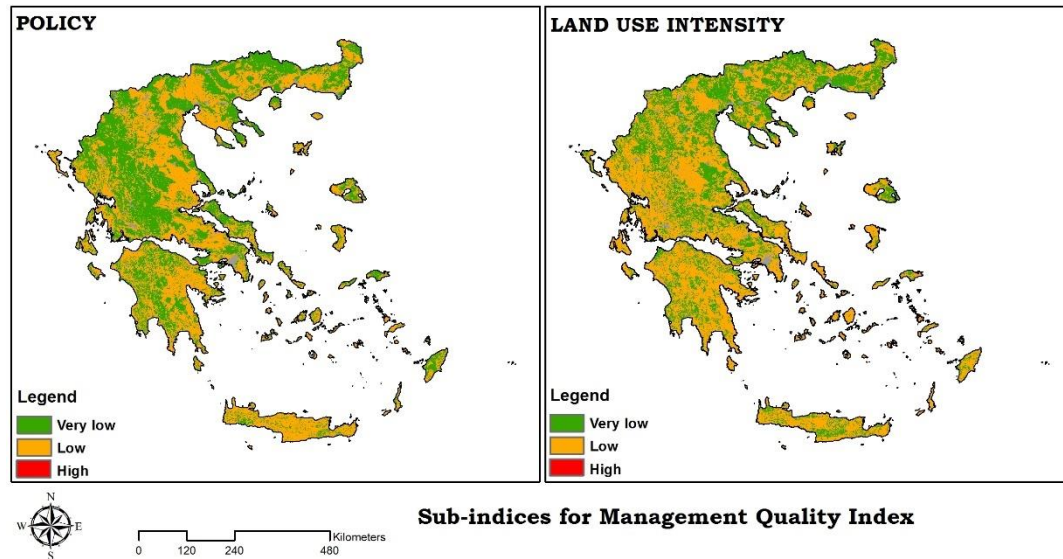 POLICY
Legend
Very low
Low
High
LAND USE INTENSITY
Legend
Very low
Low
High
N
W E
S
Kilometers
0 120 240 480
Sub-indices for Management Quality Index